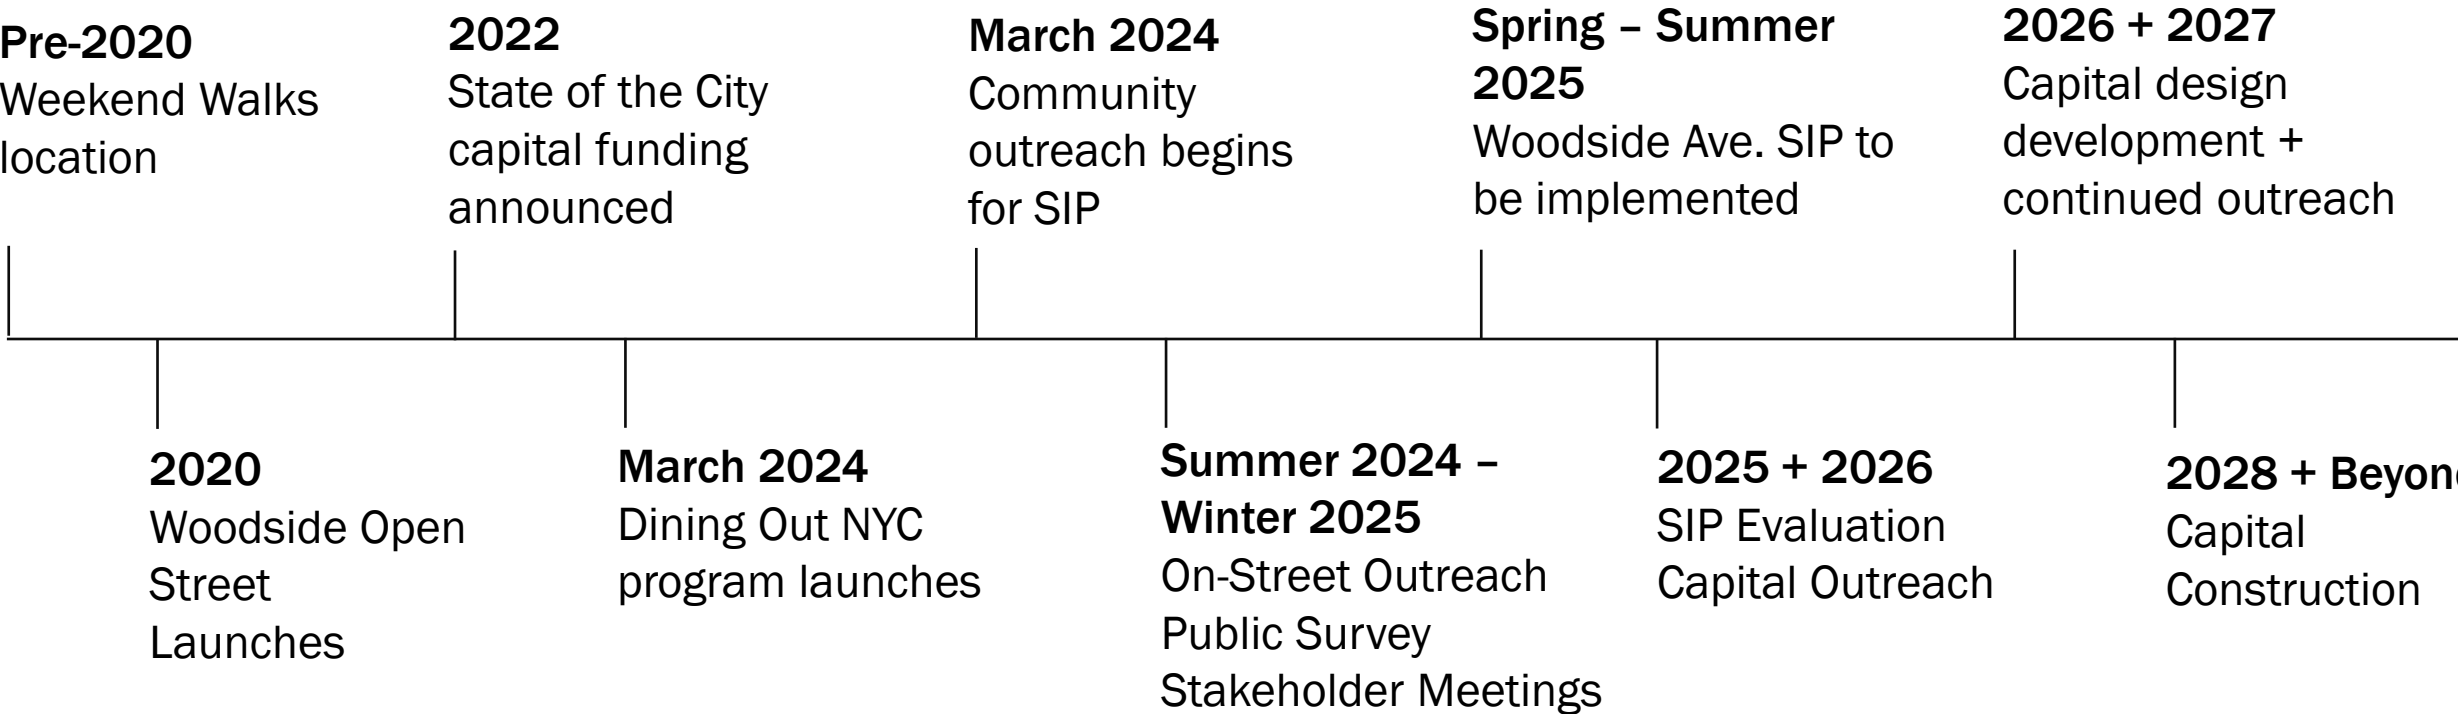 Pre-2020
Weekend Walks
location
2022
State of the City
capital funding
announced
March 2024
Community
outreach begins
for SIP
Spring – Summer
2025
Woodside Ave. SIP to
be implemented
2026 + 2027
Capital design
development +
continued outreach
2020
Woodside Open
Street
Launches
March 2024
Dining Out NYC
program launches
Summer 2024 –
Winter 2025
On-Street Outreach
Public Survey
Stakeholder Meetings
2025 + 2026
SIP Evaluation
Capital Outreach
2028 + Beyond
Capital
Construction